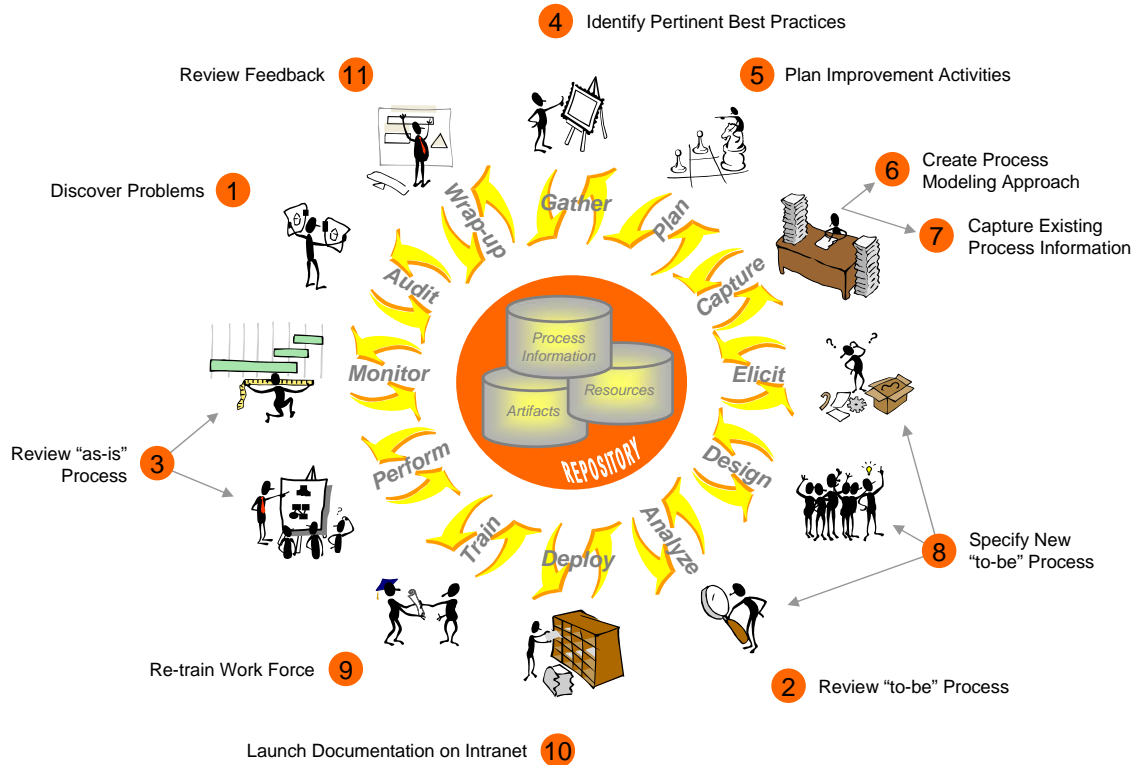 4
Identify Pertinent Best Practices
Review Feedback
11
5
Plan Improvement Activities
6
Create Process
Modeling Approach
7
Capture Existing
Process Information
Discover Problems
1
Wrap-up
Gather
Plan
Audit
Capture
Monitor
Elicit
Perform
Design
Train
Deploy
Analyze
Process
Information
Resources
Artifacts
REPOSITORY
? ?
Review “as-is”
Process
3
?
8
Specify New
“to-be” Process
Re-train Work Force
9
2
Review “to-be” Process
Launch Documentation on Intranet
10